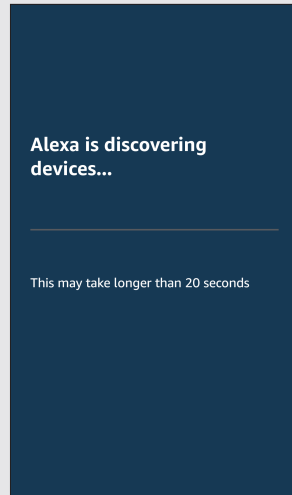 Alexa is discovering
devices...
This may take longer than 20 seconds